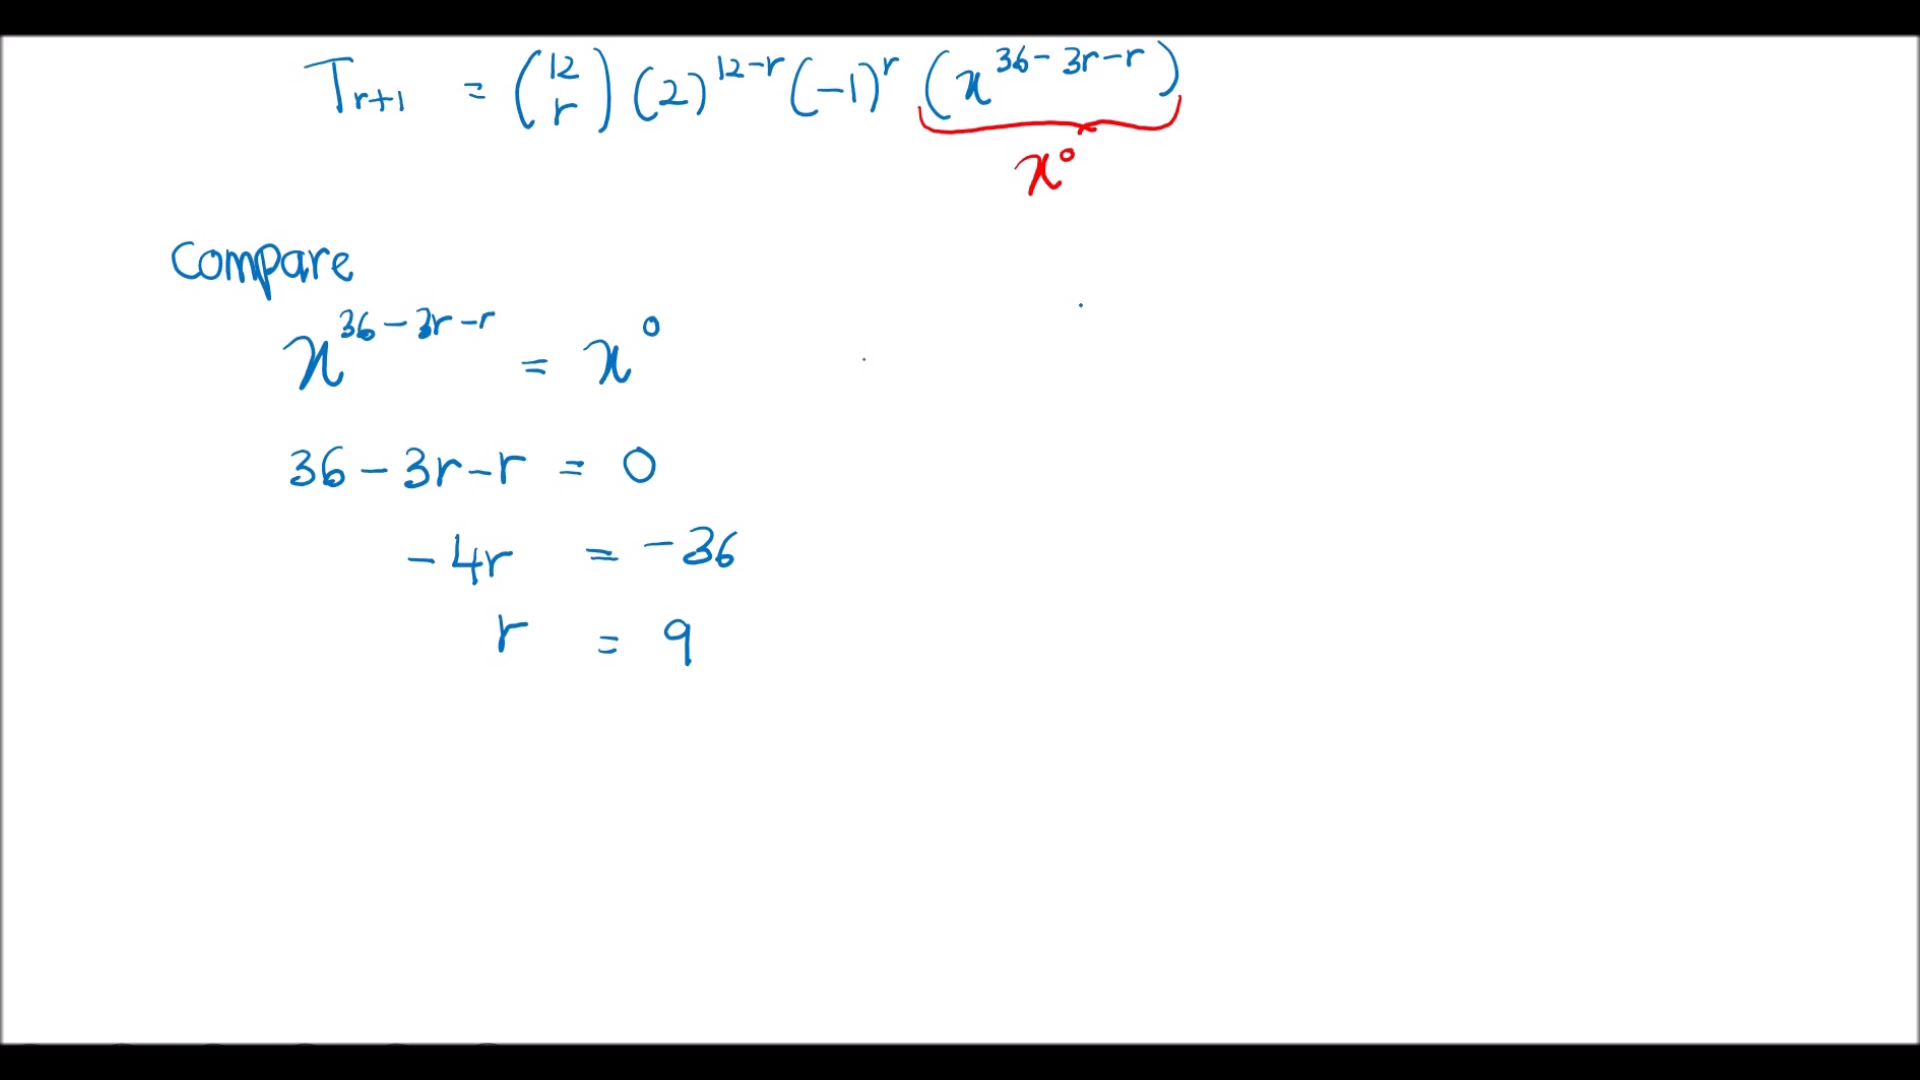 T_{r+1} = \binom{12}{r} (2)^{12-r} (-1)^r (x^{36-3r-r})
x^0
Compare
x^{36-3r-r} = x^0
36-3r-r = 0
-4r = -36
r = 9